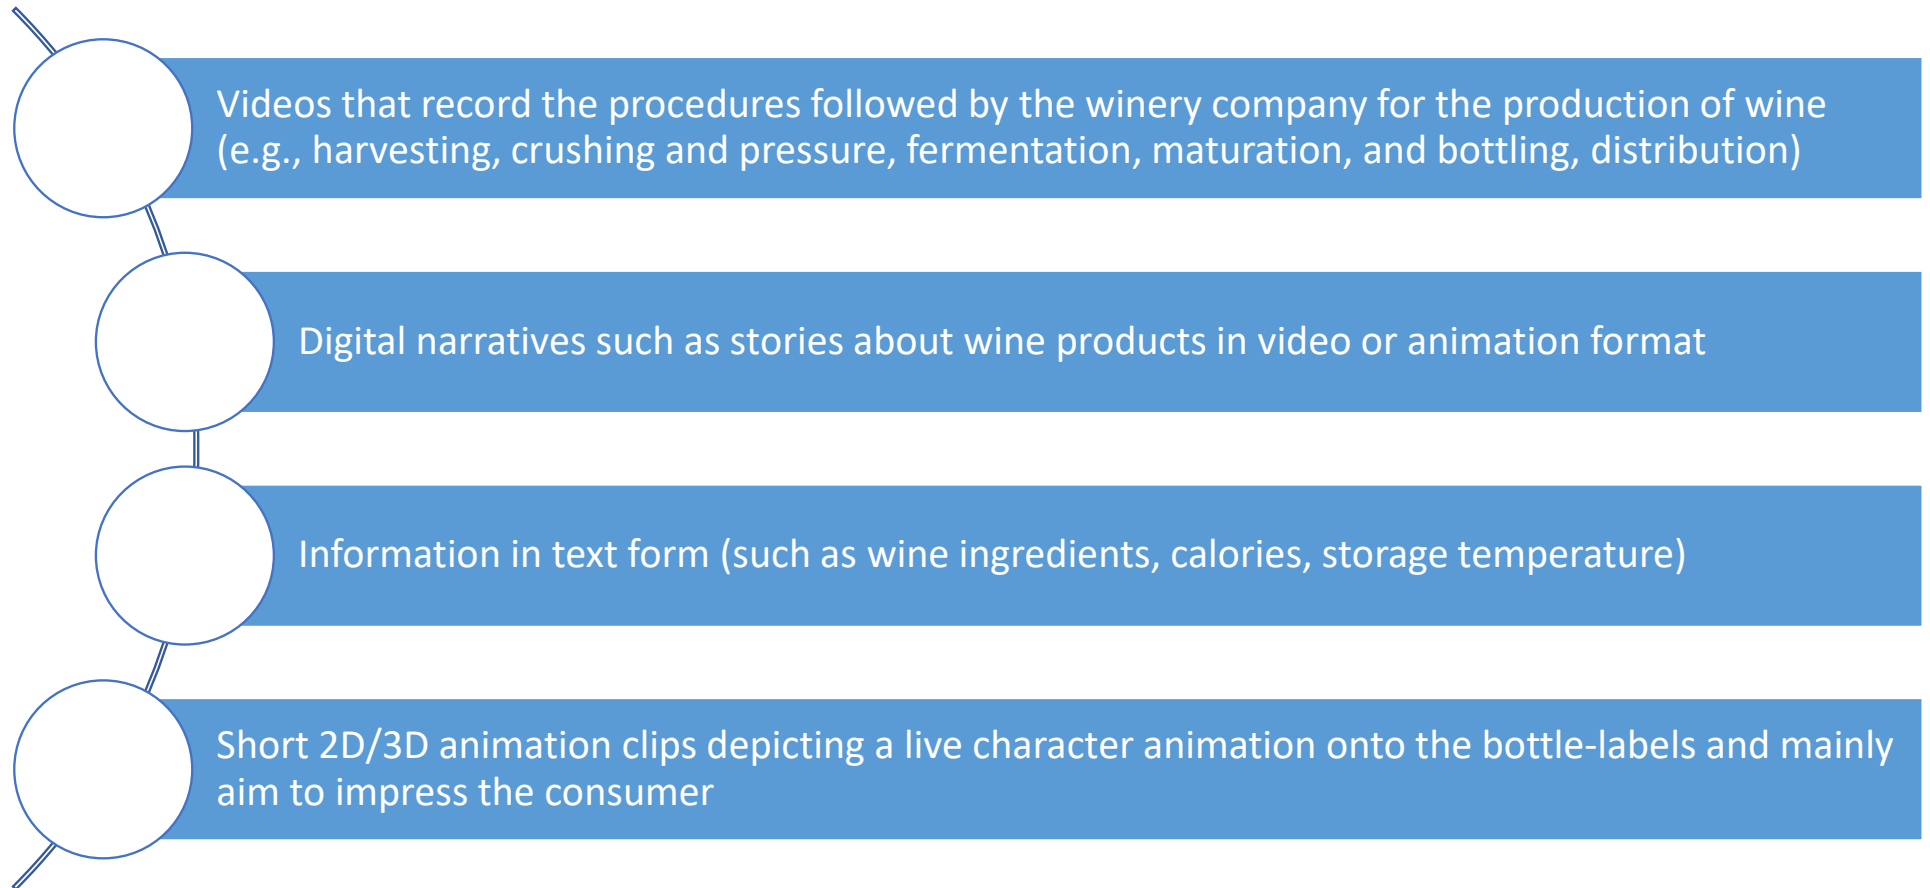 Videos that record the procedures followed by the winery company for the production of wine
(e.g., harvesting, crushing and pressure, fermentation, maturation, and bottling, distribution)
Digital narratives such as stories about wine products in video or animation format
Information in text form (such as wine ingredients, calories, storage temperature)
Short 2D/3D animation clips depicting a live character animation onto the bottle-labels and mainly
aim to impress the consumer